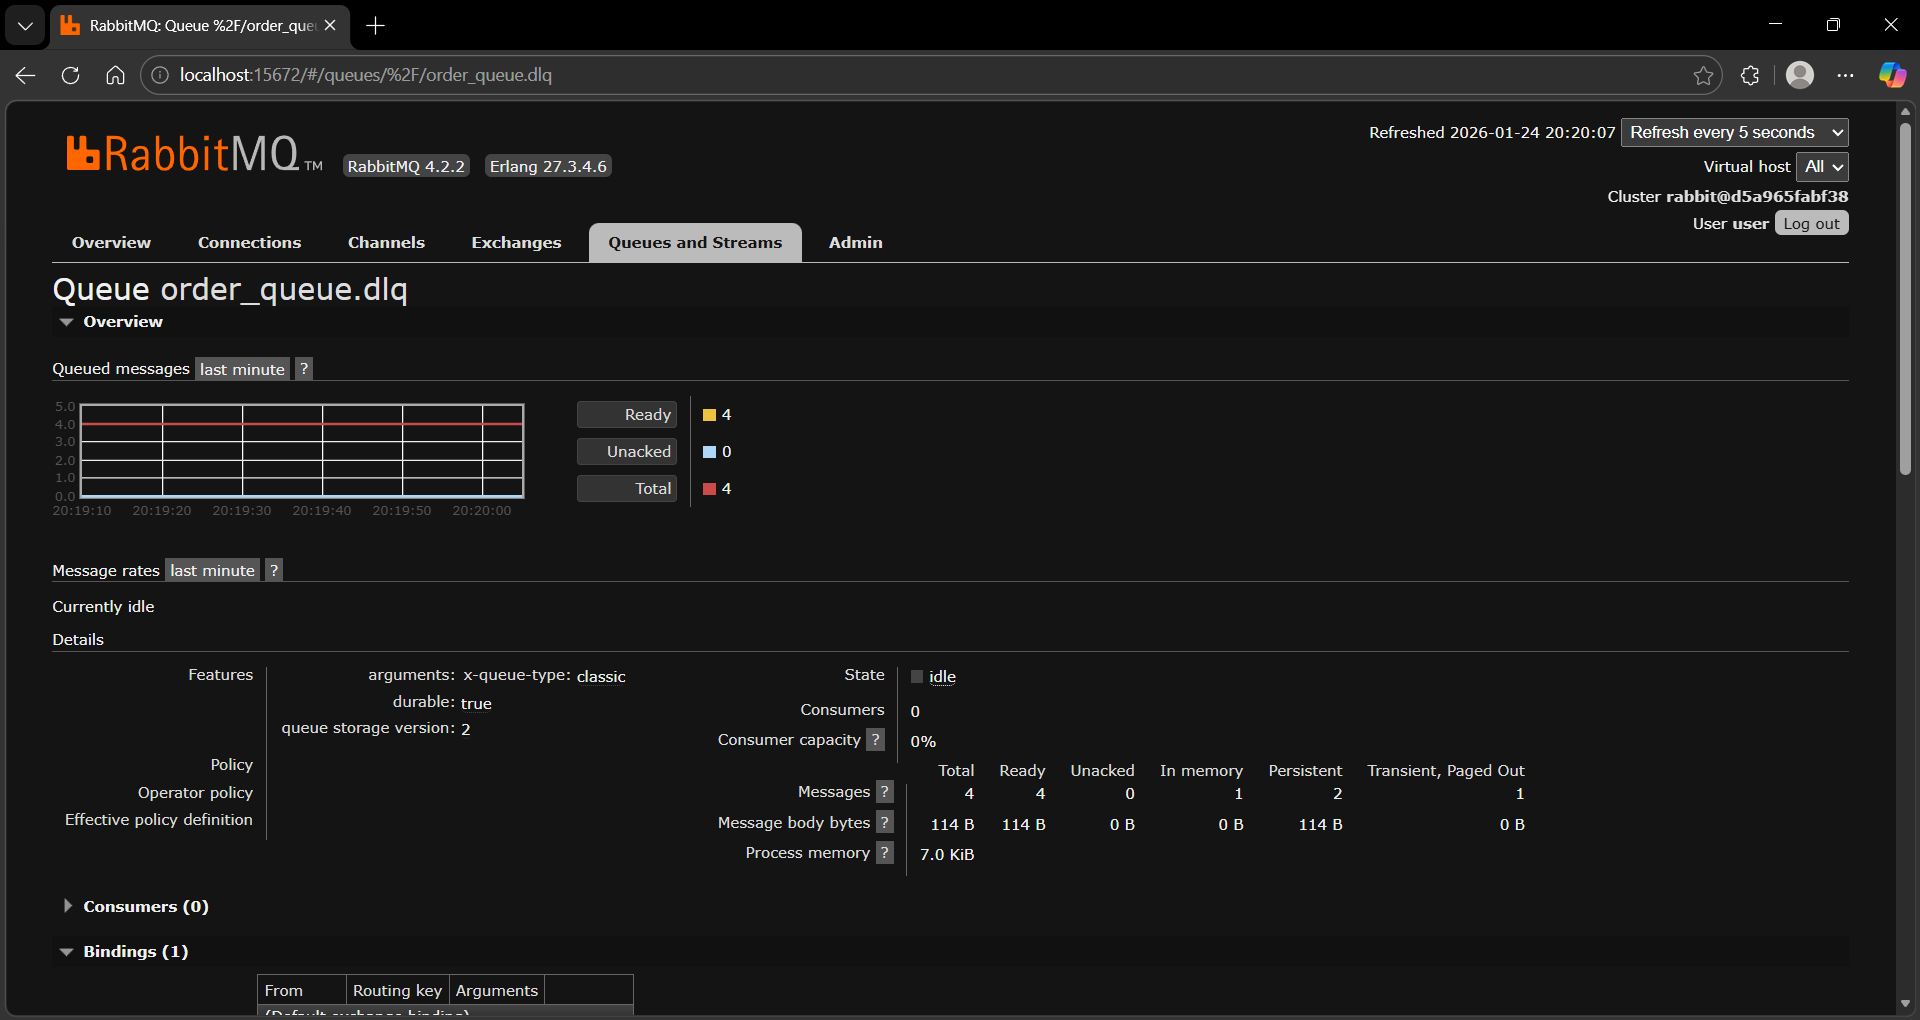 RabbitMQ: Queue %2F/order_que
localhost:15672/#/queues/%2F/order_queue.dlq
RabbitMQ TM
RabbitMQ 4.2.2 Erlang 27.3.4.6
Refreshed 2026-01-24 20:20:07 Refresh every 5 seconds
Virtual host All
Cluster rabbit@d5a965fabf38
User user Log out
Overview Connections Channels Exchanges Queues and Streams Admin
Queue order_queue.dlq
Overview
Queued messages last minute ?
5.0
4.0
3.0
2.0
1.0
0.0
20:19:10 20:19:20 20:19:30 20:19:40 20:19:50 20:20:00
Ready 4
Unacked 0
Total 4
Message rates last minute ?
Currently idle
Details
Features arguments: x-queue-type: classic
durable: true
queue storage version: 2
Policy
Operator policy
Effective policy definition
State idle
Consumers 0
Consumer capacity ? 0%
Total Ready Unacked In memory Persistent Transient, Paged Out
Messages ? 4 4 0 1 2 1
Message body bytes ? 114 B 114 B 0 B 0 B 114 B 0 B
Process memory ? 7.0 KiB
Consumers (0)
Bindings (1)
From Routing key Arguments
(Default exchange binding)